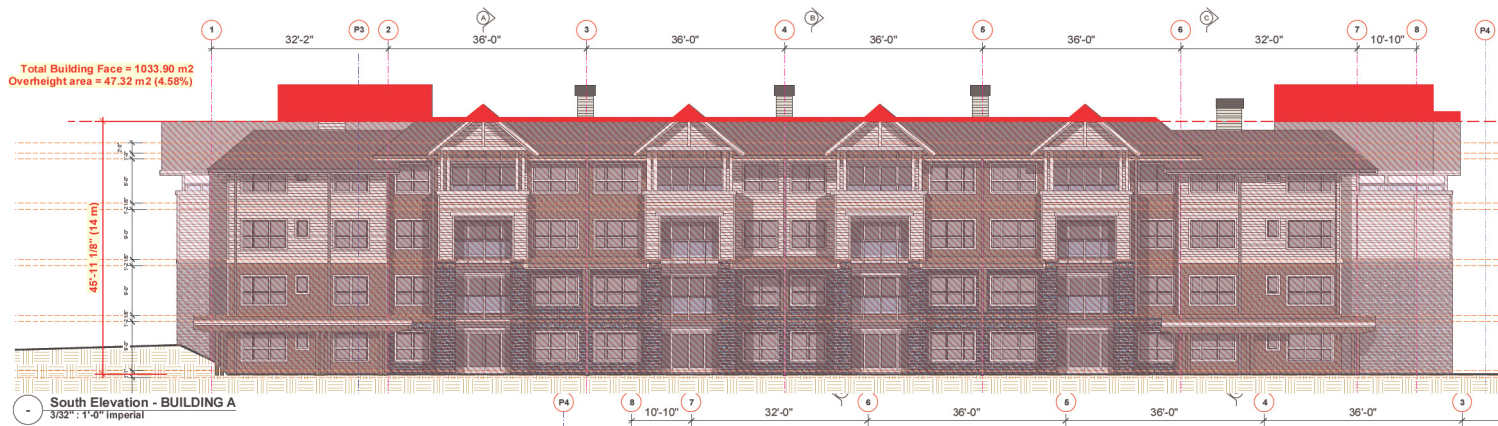 A
B
C
1
P3
2
3
4
5
6
7
8
P4
32'-2"
36'-0"
36'-0"
36'-0"
36'-0"
32'-0"
10'-10"
Total Building Face = 1033.90 m2
Overheight area = 47.32 m2 (4.58%)
45'-11 1/8" (14 m)
-
South Elevation - BUILDING A
3/32" : 1'-0" imperial
P4
8
7
6
5
4
3
10'-10"
32'-0"
36'-0"
36'-0"
36'-0"